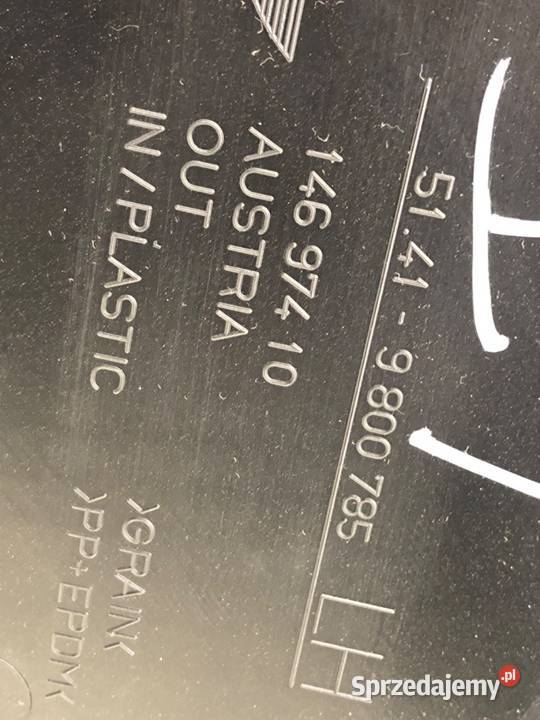 51.41 - 9 800 785 LH
146 974 10
AUSTRIA
OUT
IN / PLASTIC
>GRAIN<
>PP+EPDM<
Sprzedajemy.pl